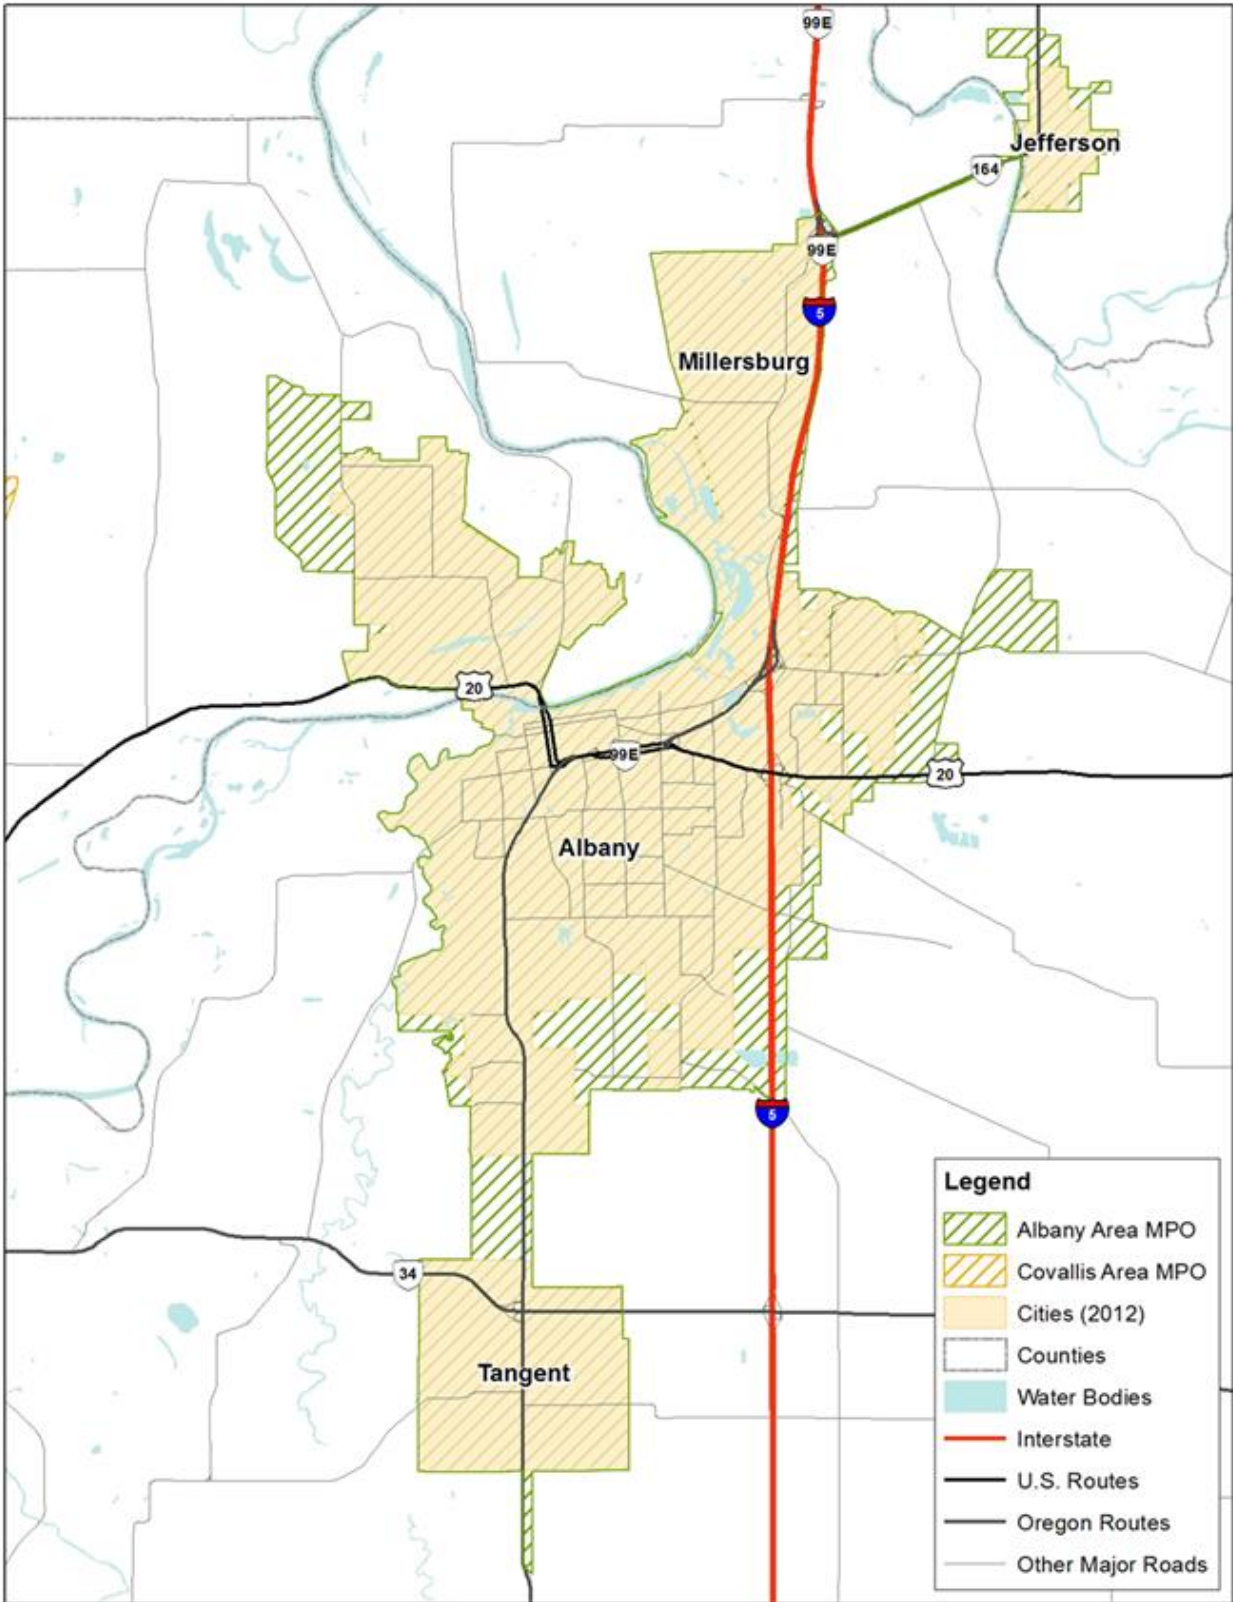 99E
Jefferson
164
99E
5
Millersburg
20
99E
20
Albany
5
34
Tangent
Legend
Albany Area MPO
Covallis Area MPO
Cities (2012)
Counties
Water Bodies
Interstate
U.S. Routes
Oregon Routes
Other Major Roads